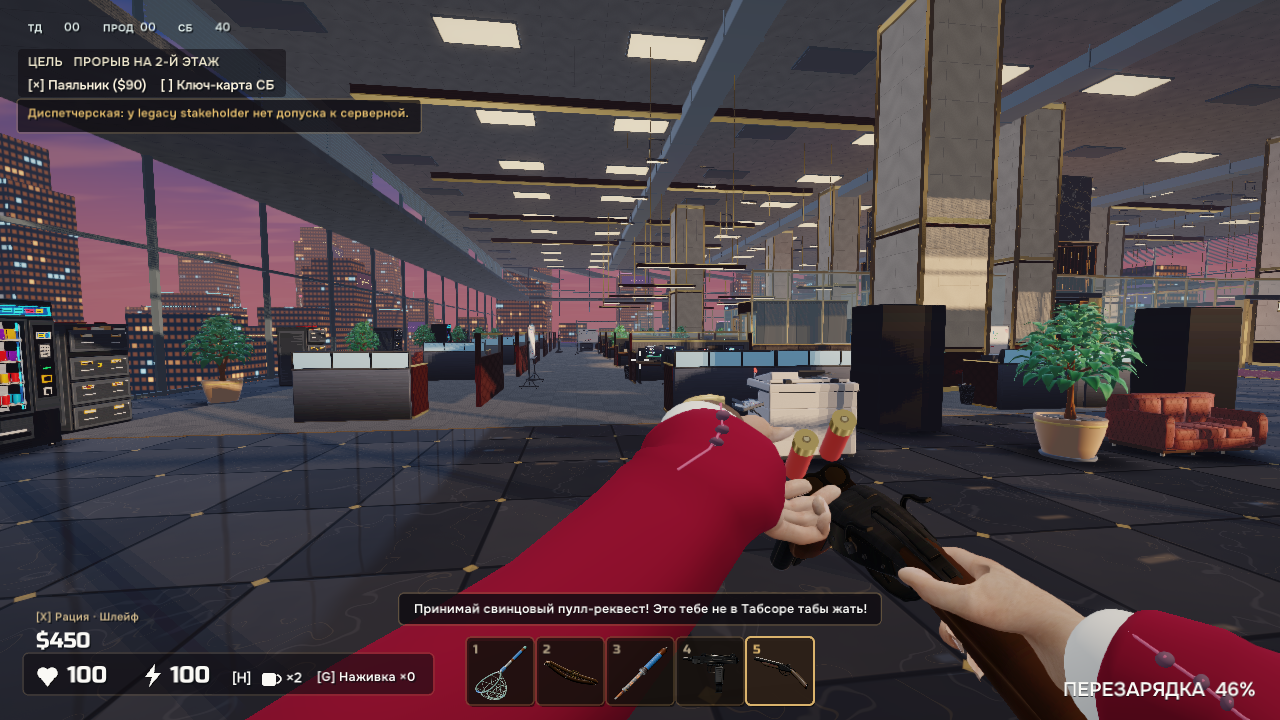 ТД 00 ПРОД 00 СБ 40
ЦЕЛЬ ПРОРЫВ НА 2-Й ЭТАЖ
[×] Паяльник ($90) [ ] Ключ-карта СБ
Диспетчерская: у legacy stakeholder нет допуска к серверной.
Принимай свинцовый пулл-реквест! Это тебе не в Табсоре табы жать!
[X] Рация · Шлейф
$450
100 100 [H] ×2 [G] Наживка ×0
1 2 3 4 5
ПЕРЕЗАРЯДКА 46%